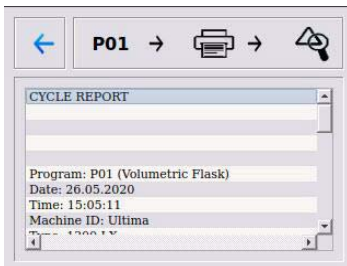 P01
CYCLE REPORT
Program: P01 (Volumetric Flask)
Date: 26.05.2020
Time: 15:05:11
Machine ID: Ultima